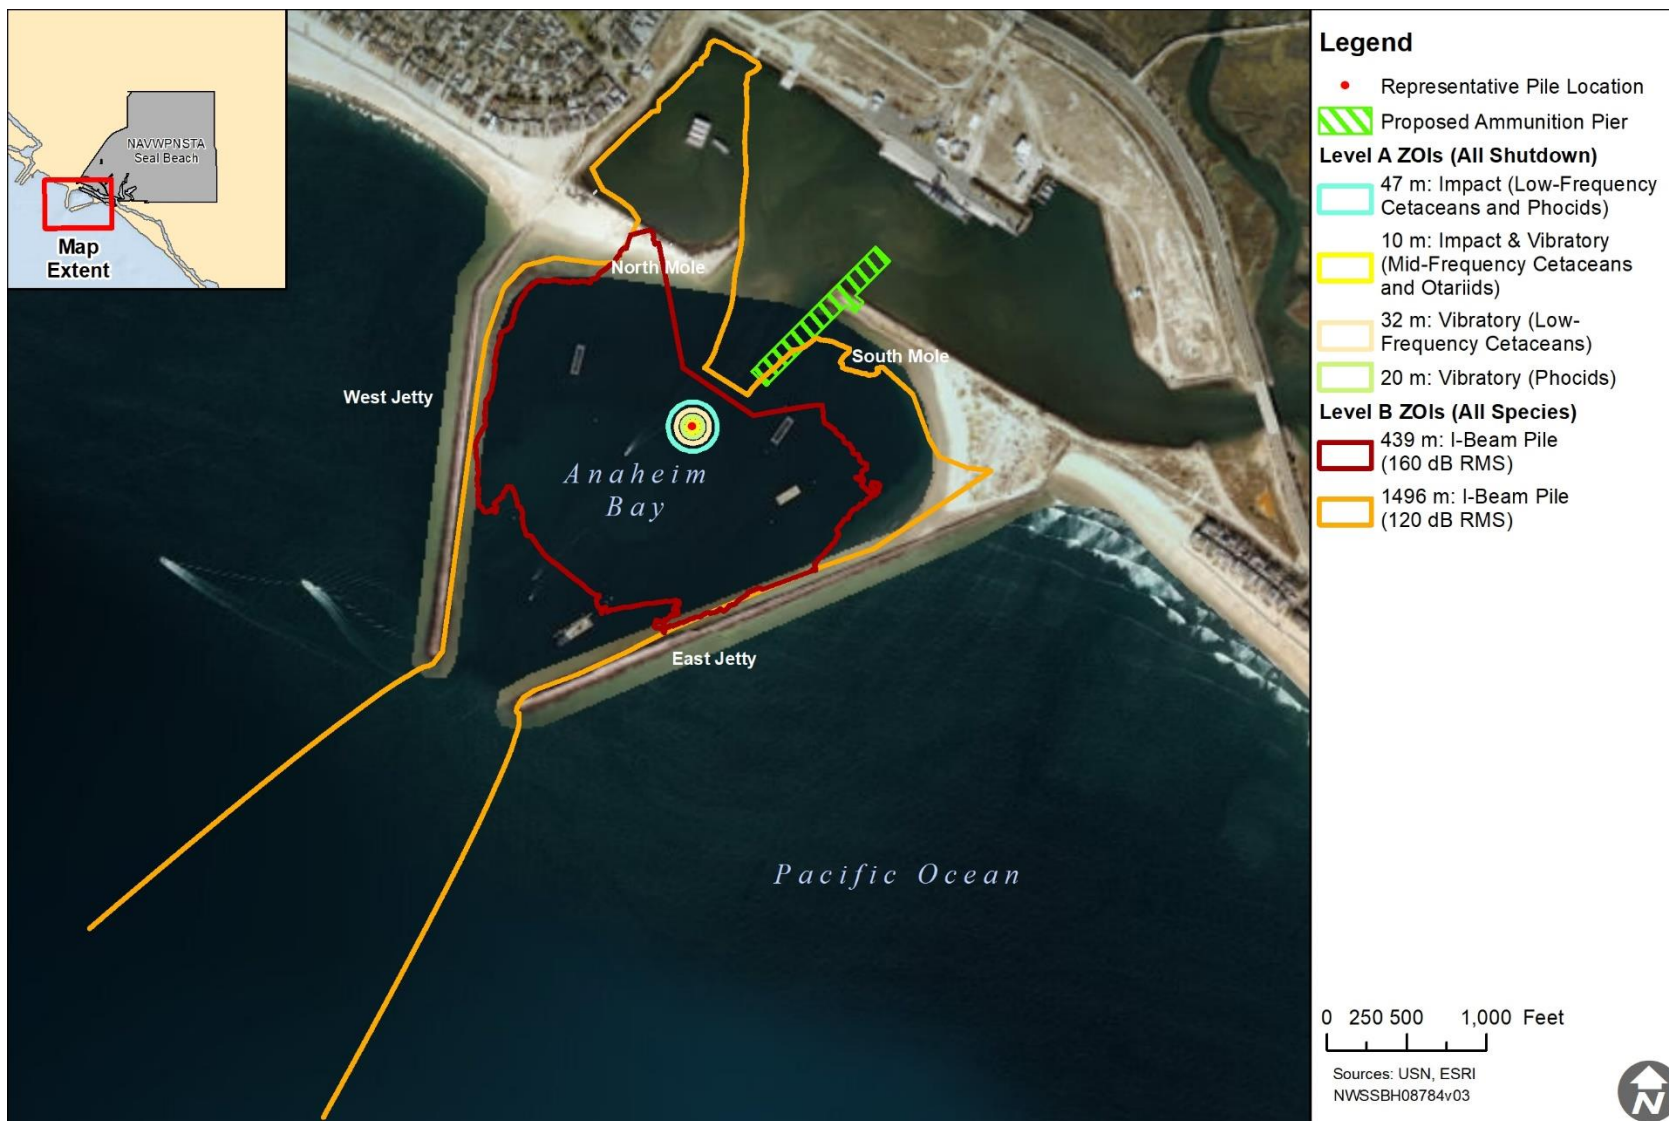 NAVWPNSTA
Seal Beach
Map
Extent
North Mole
South Mole
West Jetty
Anaheim
Bay
East Jetty
Pacific Ocean
Legend
Representative Pile Location
Proposed Ammunition Pier
Level A ZOIs (All Shutdown)
47 m: Impact (Low-Frequency
Cetaceans and Phocids)
10 m: Impact & Vibratory
(Mid-Frequency Cetaceans
and Otariids)
32 m: Vibratory (Low-
Frequency Cetaceans)
20 m: Vibratory (Phocids)
Level B ZOIs (All Species)
439 m: I-Beam Pile
(160 dB RMS)
1496 m: I-Beam Pile
(120 dB RMS)
0 250 500 1,000 Feet
Sources: USN, ESRI
NWSSBH08784v03
N